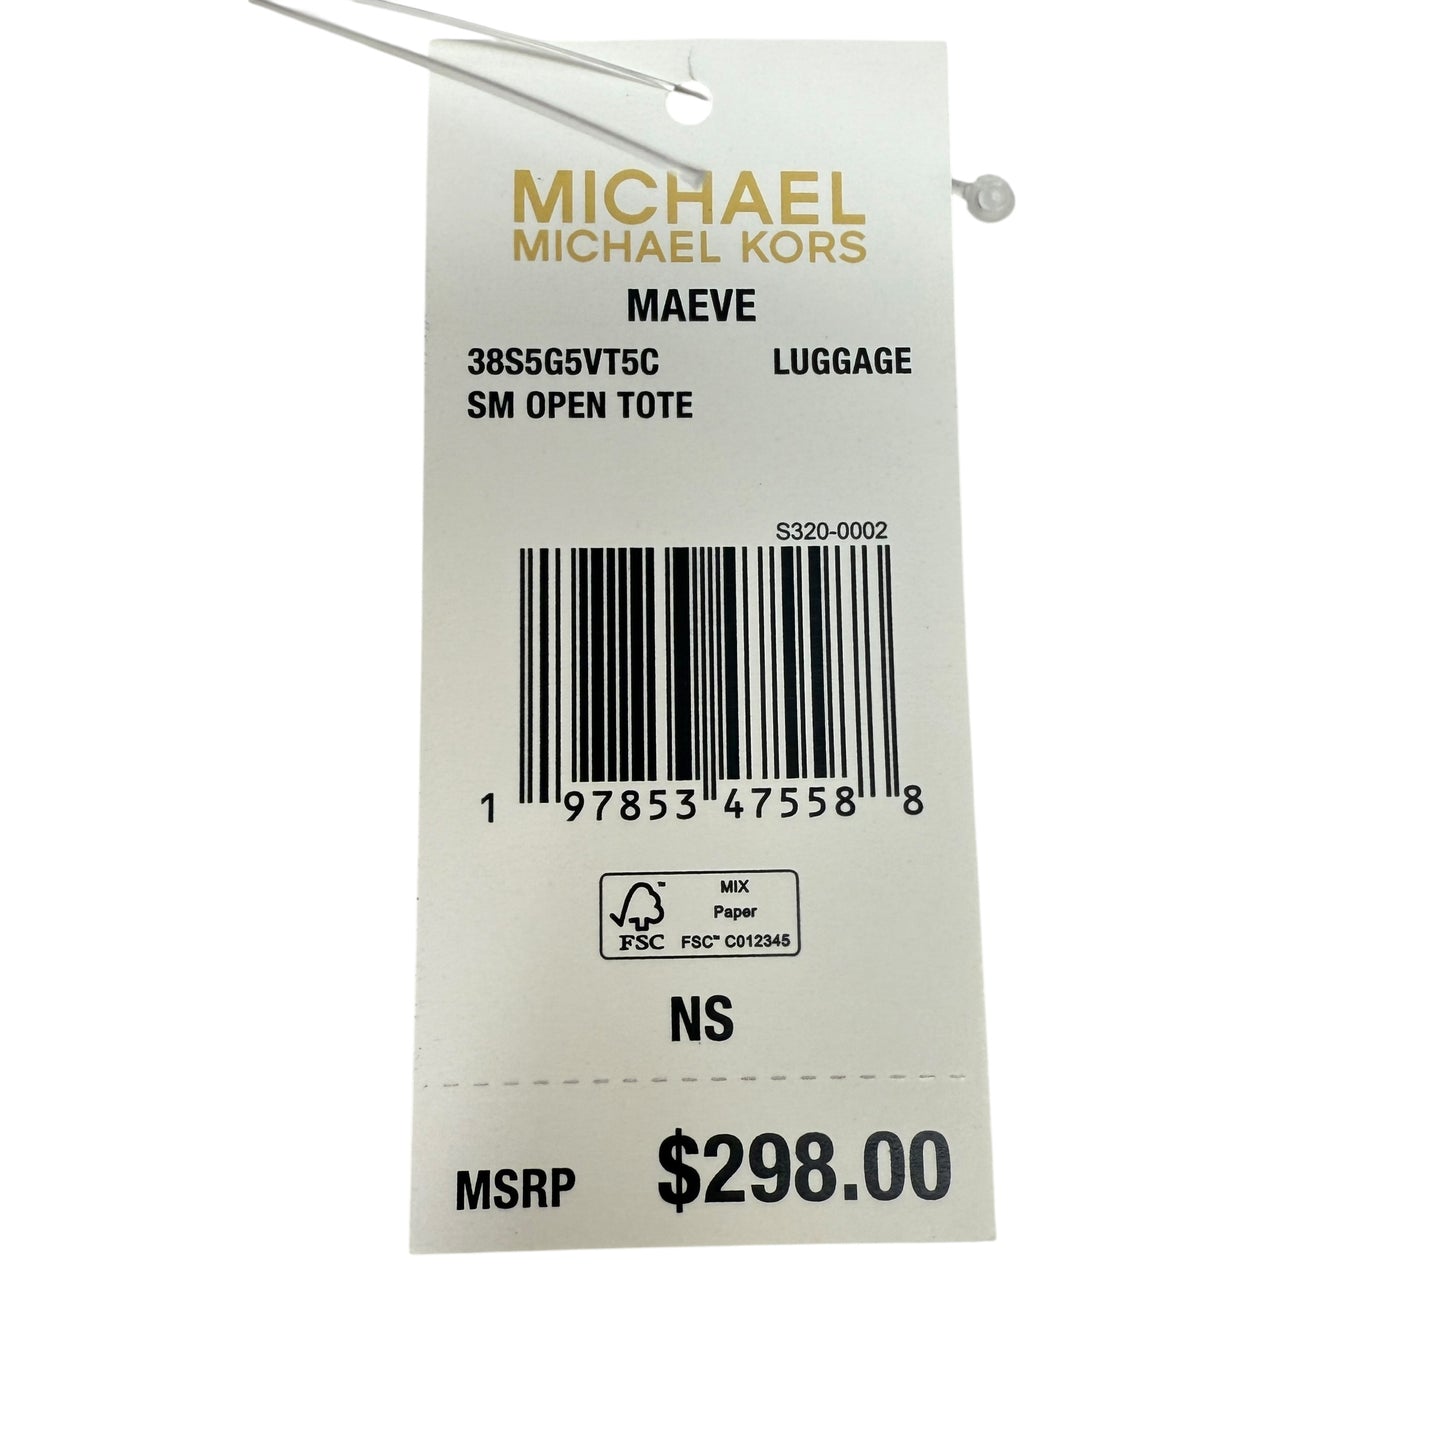 MICHAEL
MICHAEL KORS
MAEVE
38S5G5VT5C LUGGAGE
SM OPEN TOTE
S320-0002
1 97853 47558 8
MIX
Paper
FSC FSC™ C012345
NS
MSRP $298.00